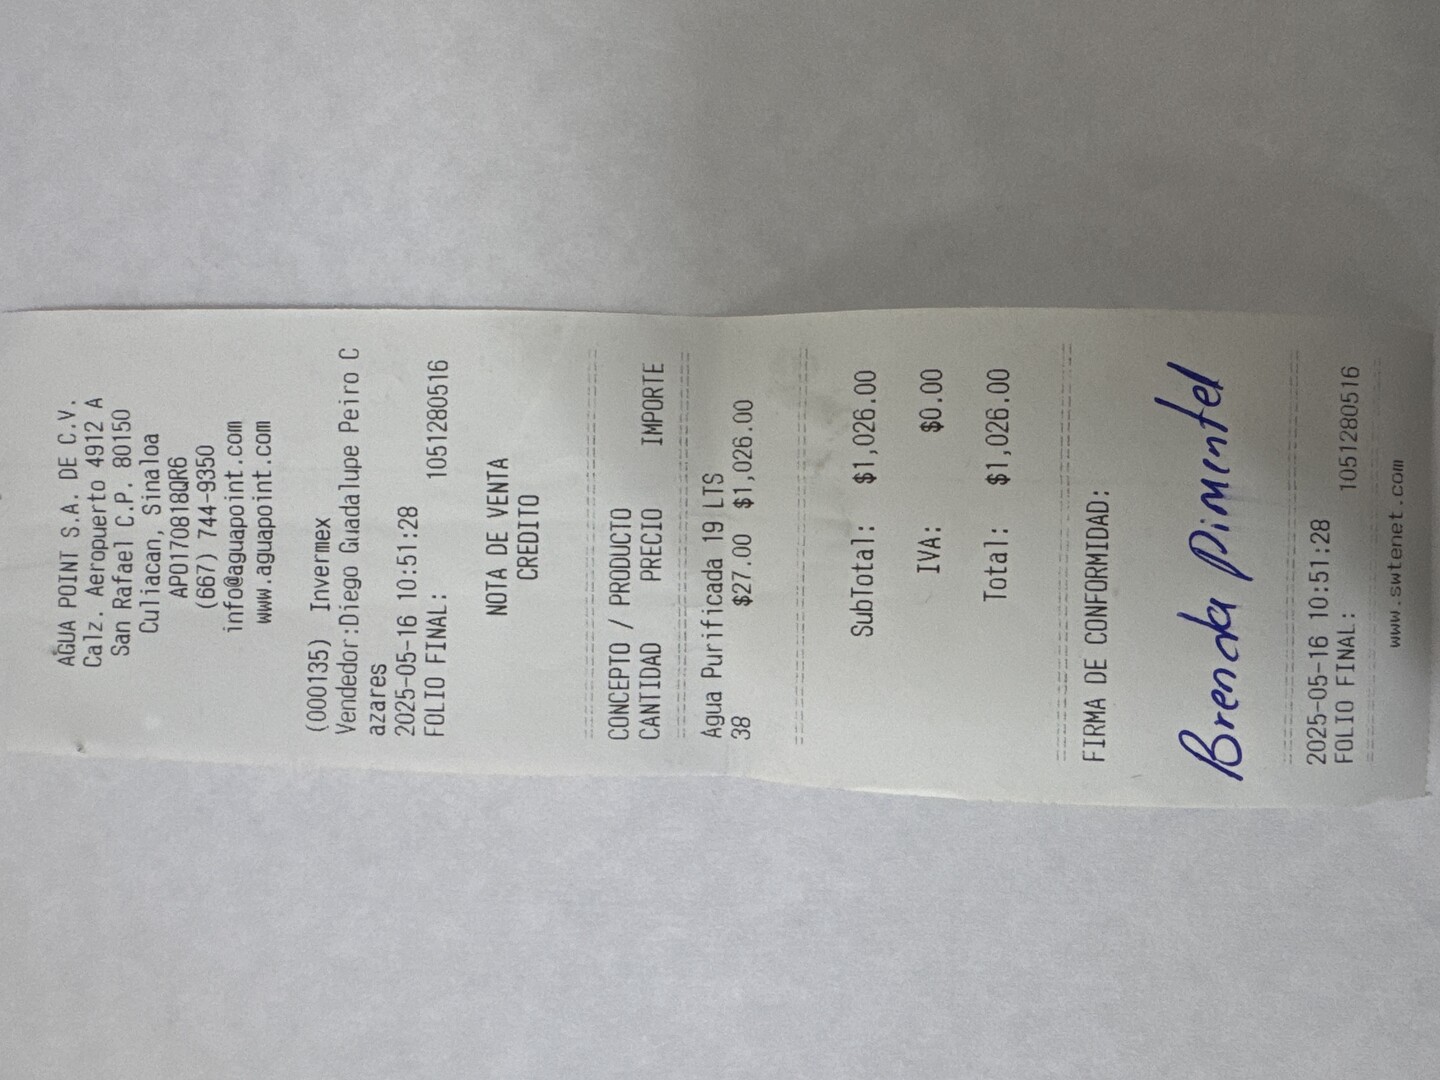 AGUA POINT S.A. DE C.V.
Calz. Aeropuerto 4912 A
San Rafael C.P. 80150
Culiacan, Sinaloa
APO170818QR6
(667) 744-9350
info@aguapoint.com
www.aguapoint.com
(000135) Invermex
Vendedor:Diego Guadalupe Peiro C
azares
2025-05-16 10:51:28
FOLIO FINAL: 1051280516
NOTA DE VENTA
CREDITO
CONCEPTO / PRODUCTO
CANTIDAD PRECIO IMPORTE
Agua Purificada 19 LTS
38 $27.00 $1,026.00
SubTotal: $1,026.00
IVA: $0.00
Total: $1,026.00
FIRMA DE CONFORMIDAD:
Brenda Pimentel
2025-05-16 10:51:28
FOLIO FINAL: 1051280516
www.swtenet.com